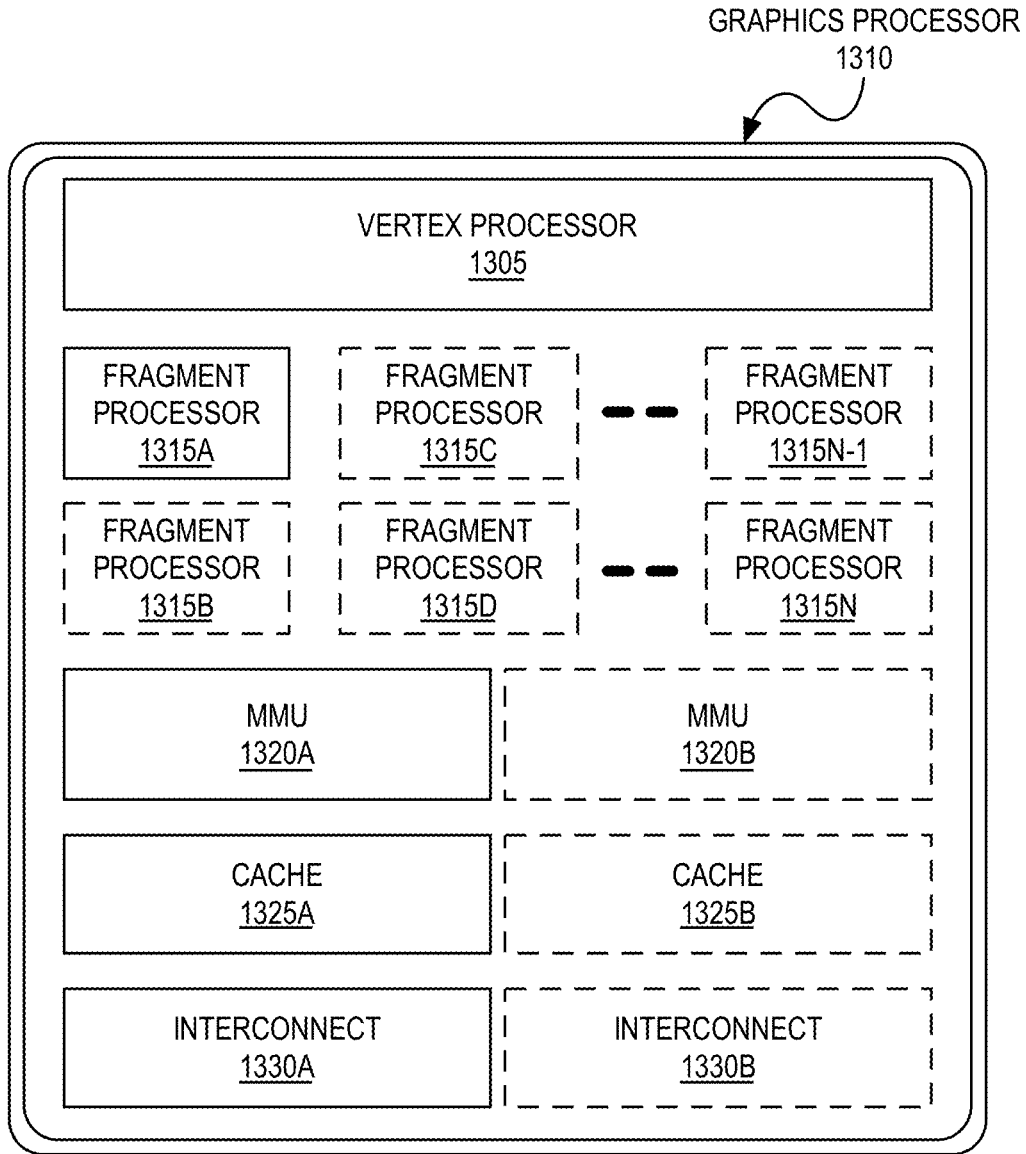 GRAPHICS PROCESSOR
1310
VERTEX PROCESSOR
1305
FRAGMENT
PROCESSOR
1315A
FRAGMENT
PROCESSOR
1315C
FRAGMENT
PROCESSOR
1315N-1
FRAGMENT
PROCESSOR
1315B
FRAGMENT
PROCESSOR
1315D
FRAGMENT
PROCESSOR
1315N
MMU
1320A
MMU
1320B
CACHE
1325A
CACHE
1325B
INTERCONNECT
1330A
INTERCONNECT
1330B